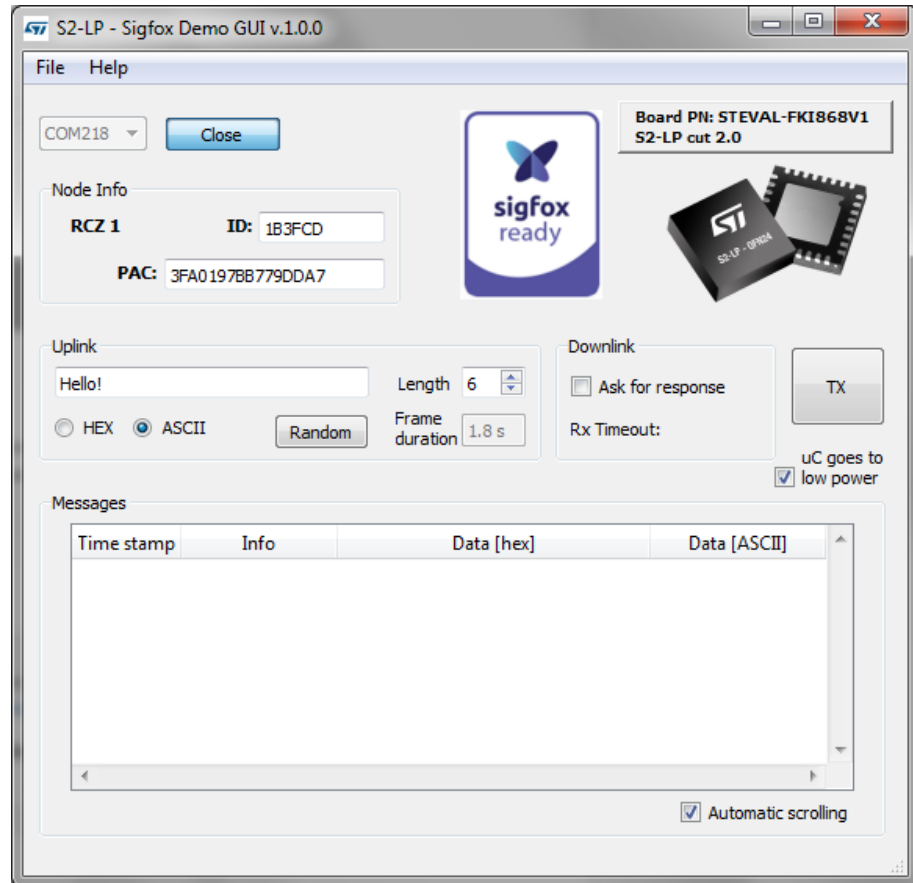 S2-LP - Sigfox Demo GUI v.1.0.0
File Help
COM218
Close
sigfox
ready
Board PN: STEVAL-FKI868V1
S2-LP cut 2.0
S2-LP - QFN24
Node Info
RCZ 1 ID: 1B3FCD
PAC: 3FA0197BB779DDA7
Uplink
Hello!
Length 6
HEX ASCII Random
Frame
duration 1.8 s
Downlink
Ask for response
Rx Timeout:
TX
uC goes to
low power
Messages
Time stamp Info Data [hex] Data [ASCII]
Automatic scrolling